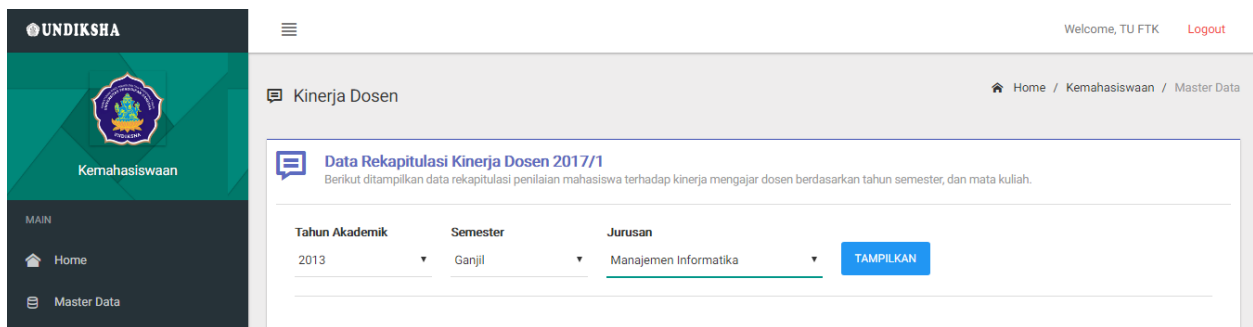 UNDIKSHA
Welcome, TU FTK Logout
Kinerja Dosen
Home / Kemahasiswaan / Master Data
Kemahasiswaan
Data Rekapitulasi Kinerja Dosen 2017/1
Berikut ditampilkan data rekapitulasi penilaian mahasiswa terhadap kinerja mengajar dosen berdasarkan tahun semester, dan mata kuliah.
MAIN
Home
Master Data
Tahun Akademik Semester Jurusan
2013 Ganjil Manajemen Informatika TAMPILKAN